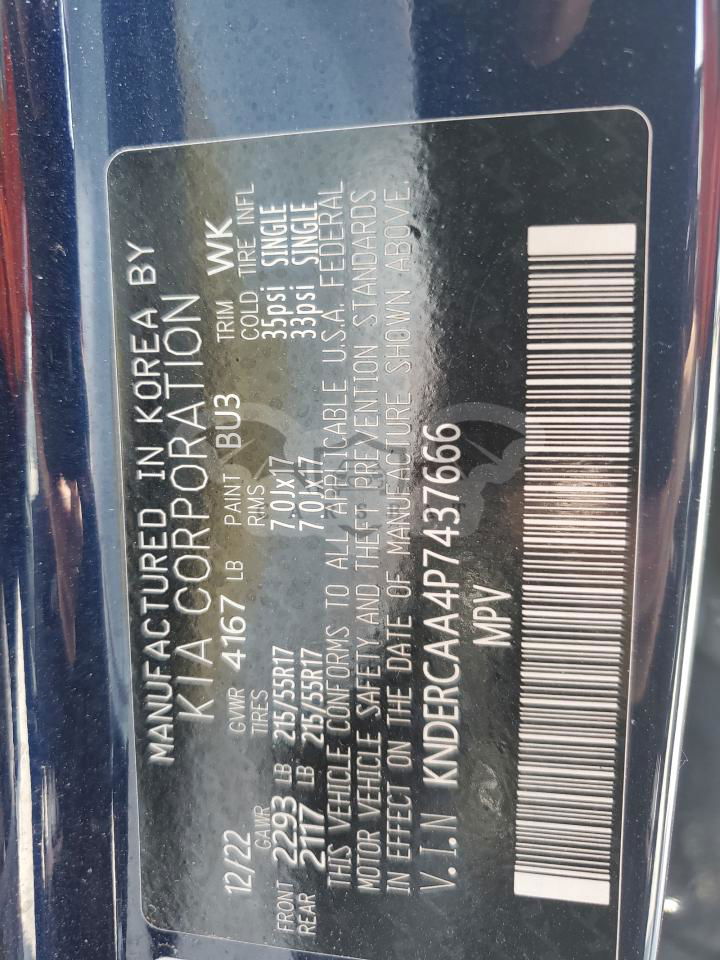 MANUFACTURED IN KOREA BY
KIA CORPORATION
12/22 GVWR 4167 LB PAINT BU3 TRIM WK
GAWR TIRES RIMS COLD TIRE INFL
FRONT 2293 LB 215/55R17 7.0Jx17 35psi SINGLE
REAR 2117 LB 215/55R17 7.0Jx17 33psi SINGLE
THIS VEHICLE CONFORMS TO ALL APPLICABLE U.S.A. FEDERAL
MOTOR VEHICLE SAFETY AND THEFT PREVENTION STANDARDS
IN EFFECT ON THE DATE OF MANUFACTURE SHOWN ABOVE.
V.I.N KNDERCAA4P7437666
MPV